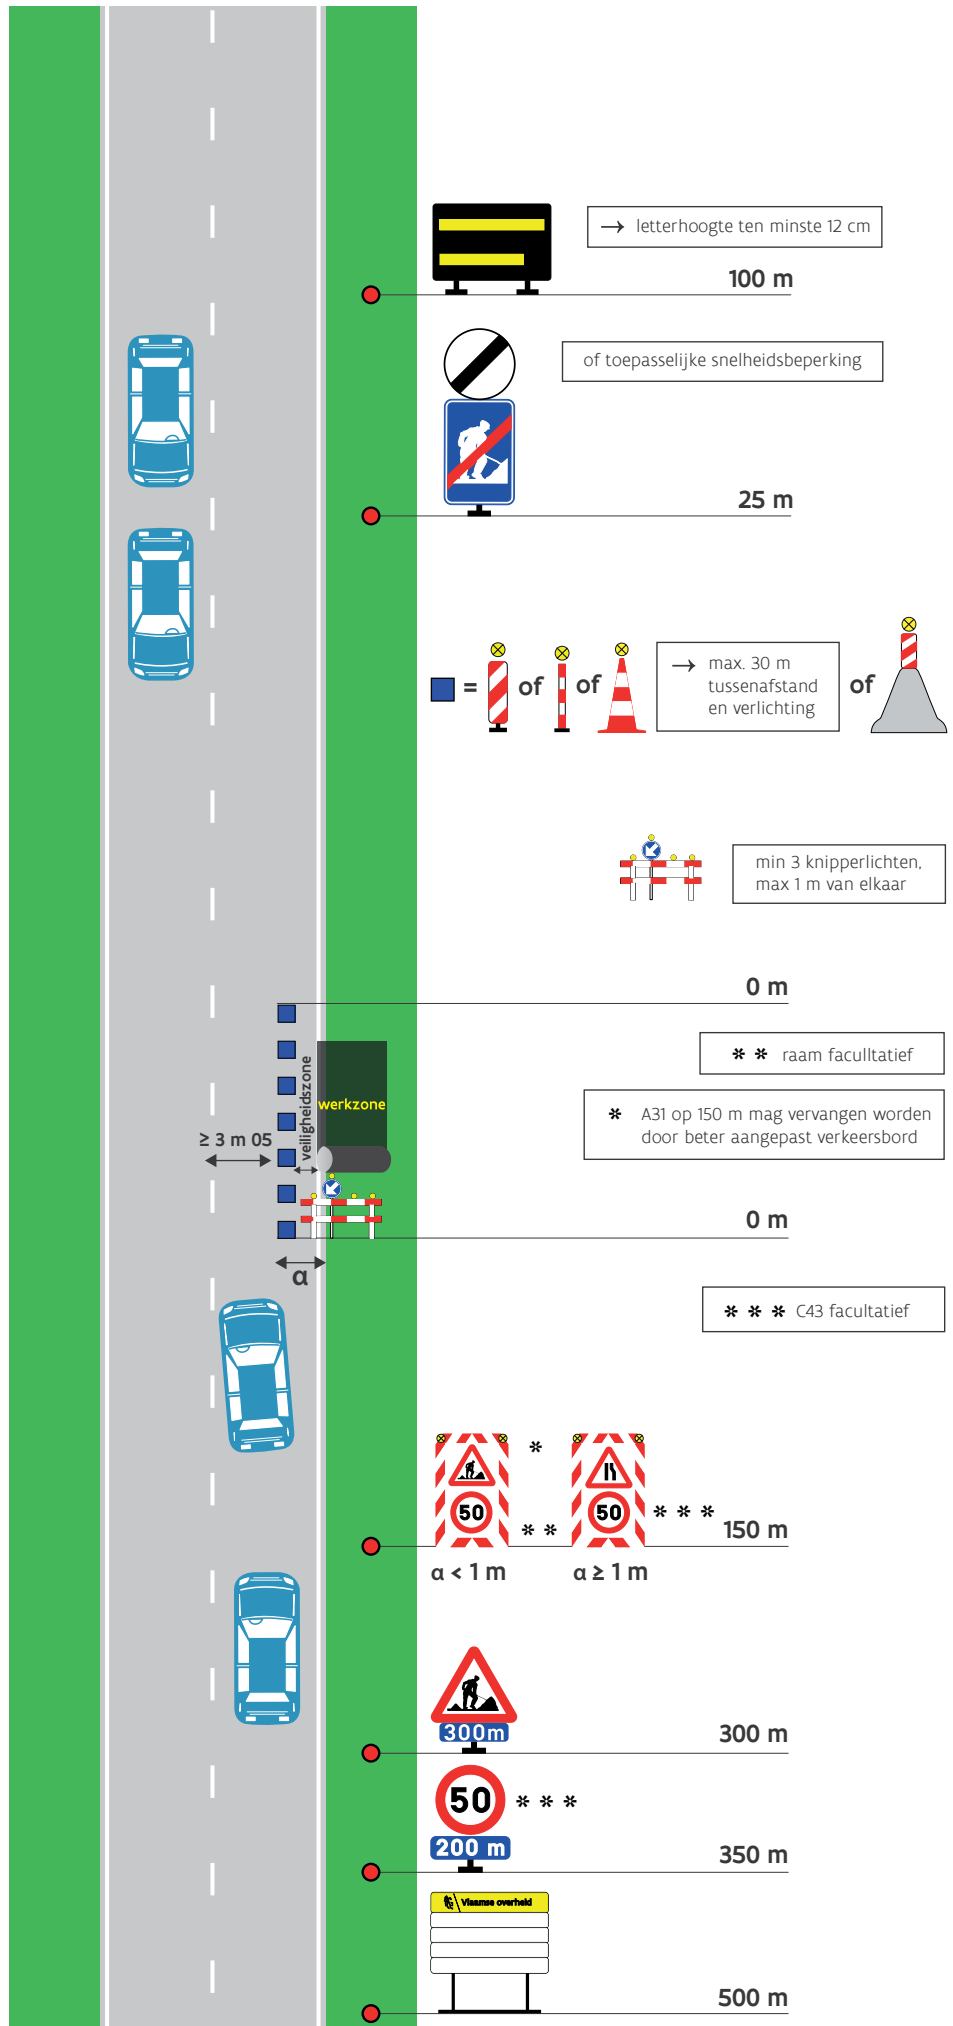 → letterhoogte ten minste 12 cm
100 m
of toepasselijke snelheidsbeperking
25 m
= of of
→ max. 30 m
tussenafstand
en verlichting
of
min 3 knipperlichten,
max 1 m van elkaar
0 m
* * raam faculltatief
* A31 op 150 m mag vervangen worden
door beter aangepast verkeersbord
veiligheidszone
werkzone
≥ 3 m 05
0 m
α
* * * C43 facultatief
*
50
* *
50
* * *
150 m
α < 1 m
α ≥ 1 m
300m
300 m
50 * * *
200 m
350 m
Vlaamse overheid
500 m